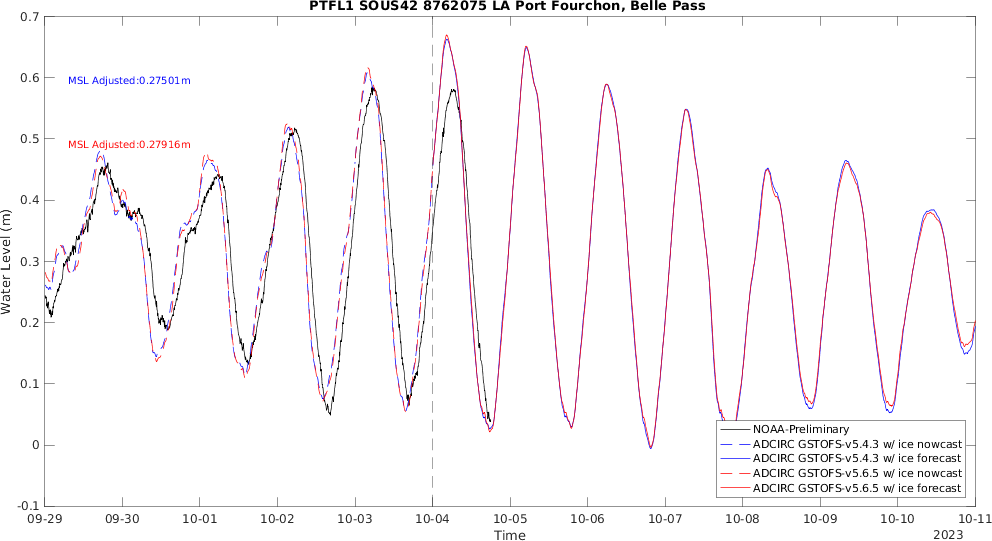 PTFL1 SOUS42 8762075 LA Port Fourchon, Belle Pass
0.7
0.6
0.5
0.4
0.3
0.2
0.1
0
-0.1
Water Level (m)
MSL Adjusted:0.27501m
MSL Adjusted:0.27916m
NOAA-Preliminary
ADCIRC GSTOFS-v5.4.3 w/ ice nowcast
ADCIRC GSTOFS-v5.4.3 w/ ice forecast
ADCIRC GSTOFS-v5.6.5 w/ ice nowcast
ADCIRC GSTOFS-v5.6.5 w/ ice forecast
09-29 09-30 10-01 10-02 10-03 10-04 10-05 10-06 10-07 10-08 10-09 10-10 10-11
Time
2023